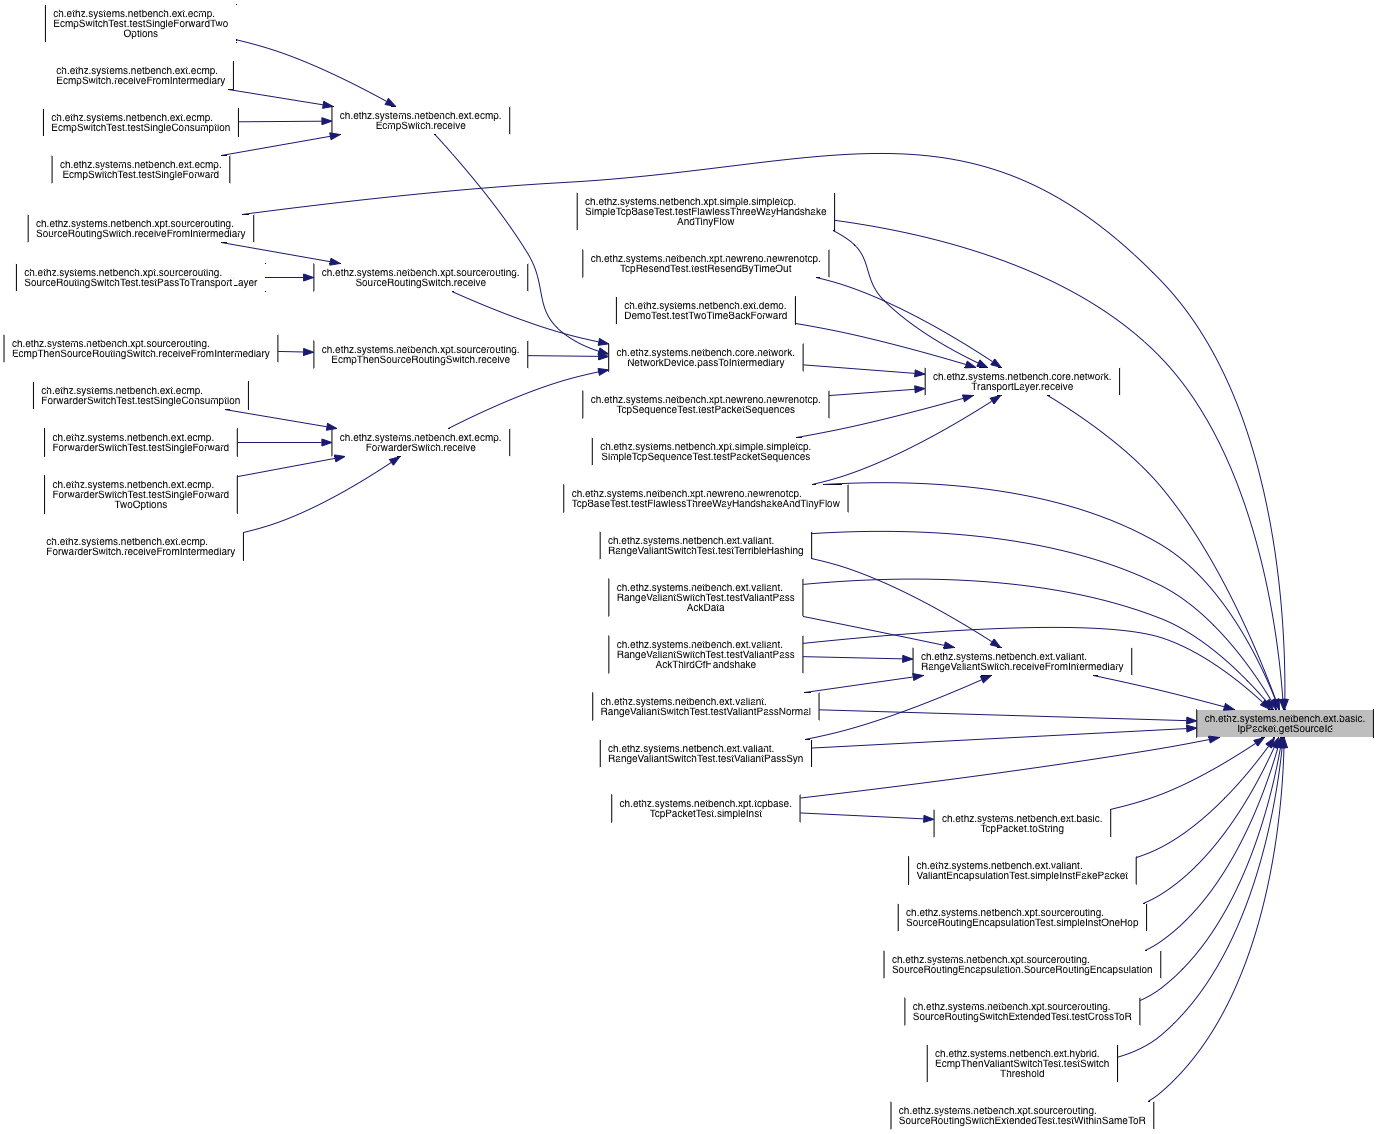 ch.ethz.systems.netbench.ext.ecmp.
EcmpSwitchTest.testSingleForwardTwo
Options
ch.ethz.systems.netbench.ext.ecmp.
EcmpSwitch.receiveFromIntermediary
ch.ethz.systems.netbench.ext.ecmp.
EcmpSwitchTest.testSingleConsumption
ch.ethz.systems.netbench.ext.ecmp.
EcmpSwitchTest.testSingleForward
ch.ethz.systems.netbench.ext.ecmp.
EcmpSwitch.receive
ch.ethz.systems.netbench.xpt.sourcerouting.
SourceRoutingSwitch.receiveFromIntermediary
ch.ethz.systems.netbench.xpt.sourcerouting.
SourceRoutingSwitchTest.testPassToTransportLayer
ch.ethz.systems.netbench.xpt.sourcerouting.
SourceRoutingSwitch.receive
ch.ethz.systems.netbench.xpt.sourcerouting.
EcmpThenSourceRoutingSwitch.receiveFromIntermediary
ch.ethz.systems.netbench.xpt.sourcerouting.
EcmpThenSourceRoutingSwitch.receive
ch.ethz.systems.netbench.ext.ecmp.
ForwarderSwitchTest.testSingleConsumption
ch.ethz.systems.netbench.ext.ecmp.
ForwarderSwitchTest.testSingleForward
ch.ethz.systems.netbench.ext.ecmp.
ForwarderSwitchTest.testSingleForward
TwoOptions
ch.ethz.systems.netbench.ext.ecmp.
ForwarderSwitch.receiveFromIntermediary
ch.ethz.systems.netbench.ext.ecmp.
ForwarderSwitch.receive
ch.ethz.systems.netbench.xpt.simple.simpletcp.
SimpleTcpBaseTest.testFlawlessThreeWayHandshake
AndTinyFlow
ch.ethz.systems.netbench.xpt.newreno.newrenotcp.
TcpResendTest.testResendByTimeOut
ch.ethz.systems.netbench.ext.demo.
DemoTest.testTwoTimeBackForward
ch.ethz.systems.netbench.core.network.
NetworkDevice.passToIntermediary
ch.ethz.systems.netbench.xpt.newreno.newrenotcp.
TcpSequenceTest.testPacketSequences
ch.ethz.systems.netbench.xpt.simple.simpletcp.
SimpleTcpSequenceTest.testPacketSequences
ch.ethz.systems.netbench.xpt.newreno.newrenotcp.
TcpBaseTest.testFlawlessThreeWayHandshakeAndTinyFlow
ch.ethz.systems.netbench.core.network.
TransportLayer.receive
ch.ethz.systems.netbench.ext.valiant.
RangeValiantSwitchTest.testTerribleHashing
ch.ethz.systems.netbench.ext.valiant.
RangeValiantSwitchTest.testValiantPass
AckData
ch.ethz.systems.netbench.ext.valiant.
RangeValiantSwitchTest.testValiantPass
AckThirdOfHandshake
ch.ethz.systems.netbench.ext.valiant.
RangeValiantSwitchTest.testValiantPassNormal
ch.ethz.systems.netbench.ext.valiant.
RangeValiantSwitchTest.testValiantPassSyn
ch.ethz.systems.netbench.ext.valiant.
RangeValiantSwitch.receiveFromIntermediary
ch.ethz.systems.netbench.ext.basic.
IpPacket.getSourceId
ch.ethz.systems.netbench.xpt.tcpbase.
TcpPacketTest.simpleInst
ch.ethz.systems.netbench.ext.basic.
TcpPacket.toString
ch.ethz.systems.netbench.ext.valiant.
ValiantEncapsulationTest.simpleInstFakePacket
ch.ethz.systems.netbench.xpt.sourcerouting.
SourceRoutingEncapsulationTest.simpleInstOneHop
ch.ethz.systems.netbench.xpt.sourcerouting.
SourceRoutingEncapsulation.SourceRoutingEncapsulation
ch.ethz.systems.netbench.xpt.sourcerouting.
SourceRoutingSwitchExtendedTest.testCrossToR
ch.ethz.systems.netbench.ext.hybrid.
EcmpThenValiantSwitchTest.testSwitch
Threshold
ch.ethz.systems.netbench.xpt.sourcerouting.
SourceRoutingSwitchExtendedTest.testWithinSameToR